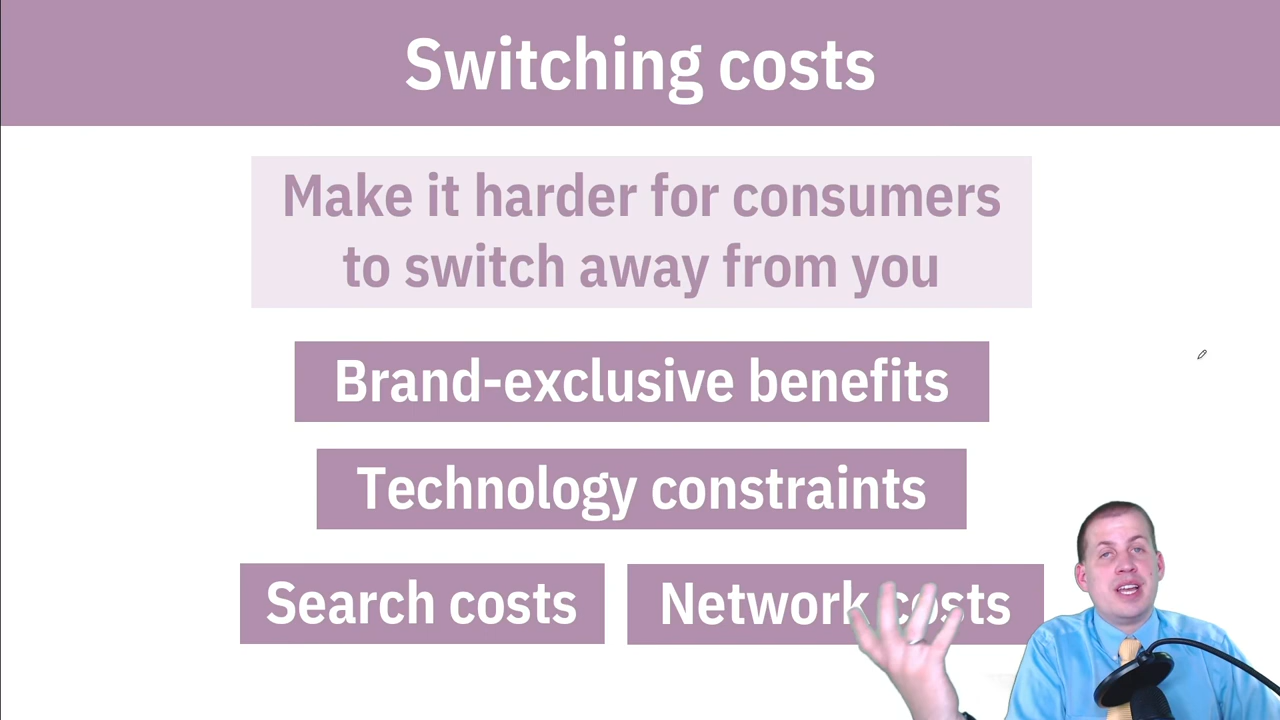 Switching costs
Make it harder for consumers
to switch away from you
Brand-exclusive benefits
Technology constraints
Search costs
Network costs